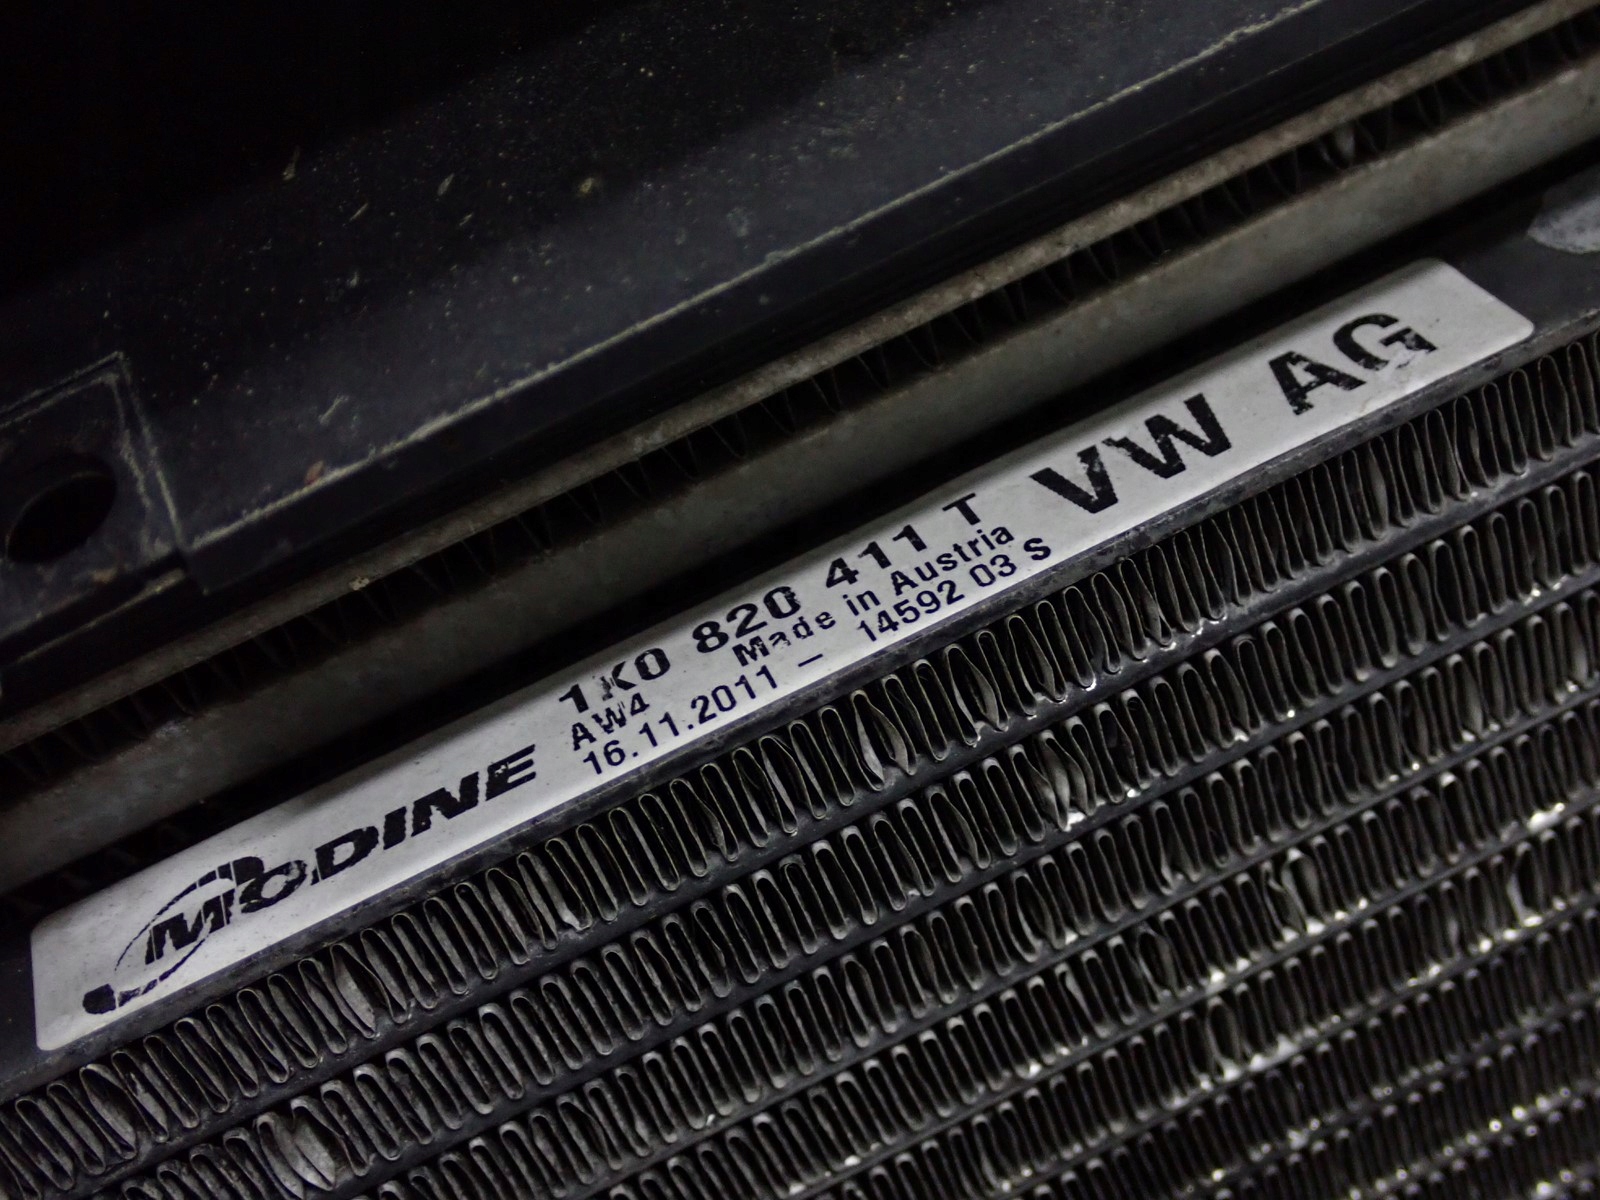 MODINE
1K0 820 411 T
AW4 Made in Austria
16.11.2011 - 14592 03 S
VW AG